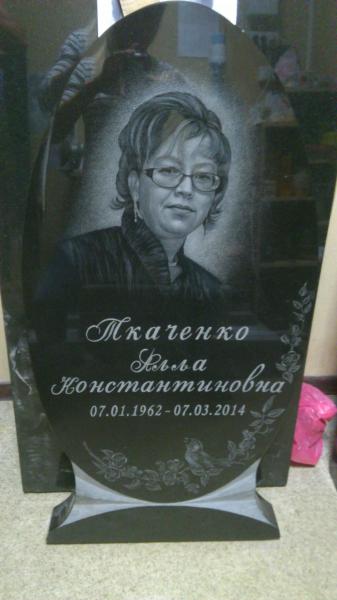 Ткаченко
Алла
Константиновна
07.01.1962 - 07.03.2014